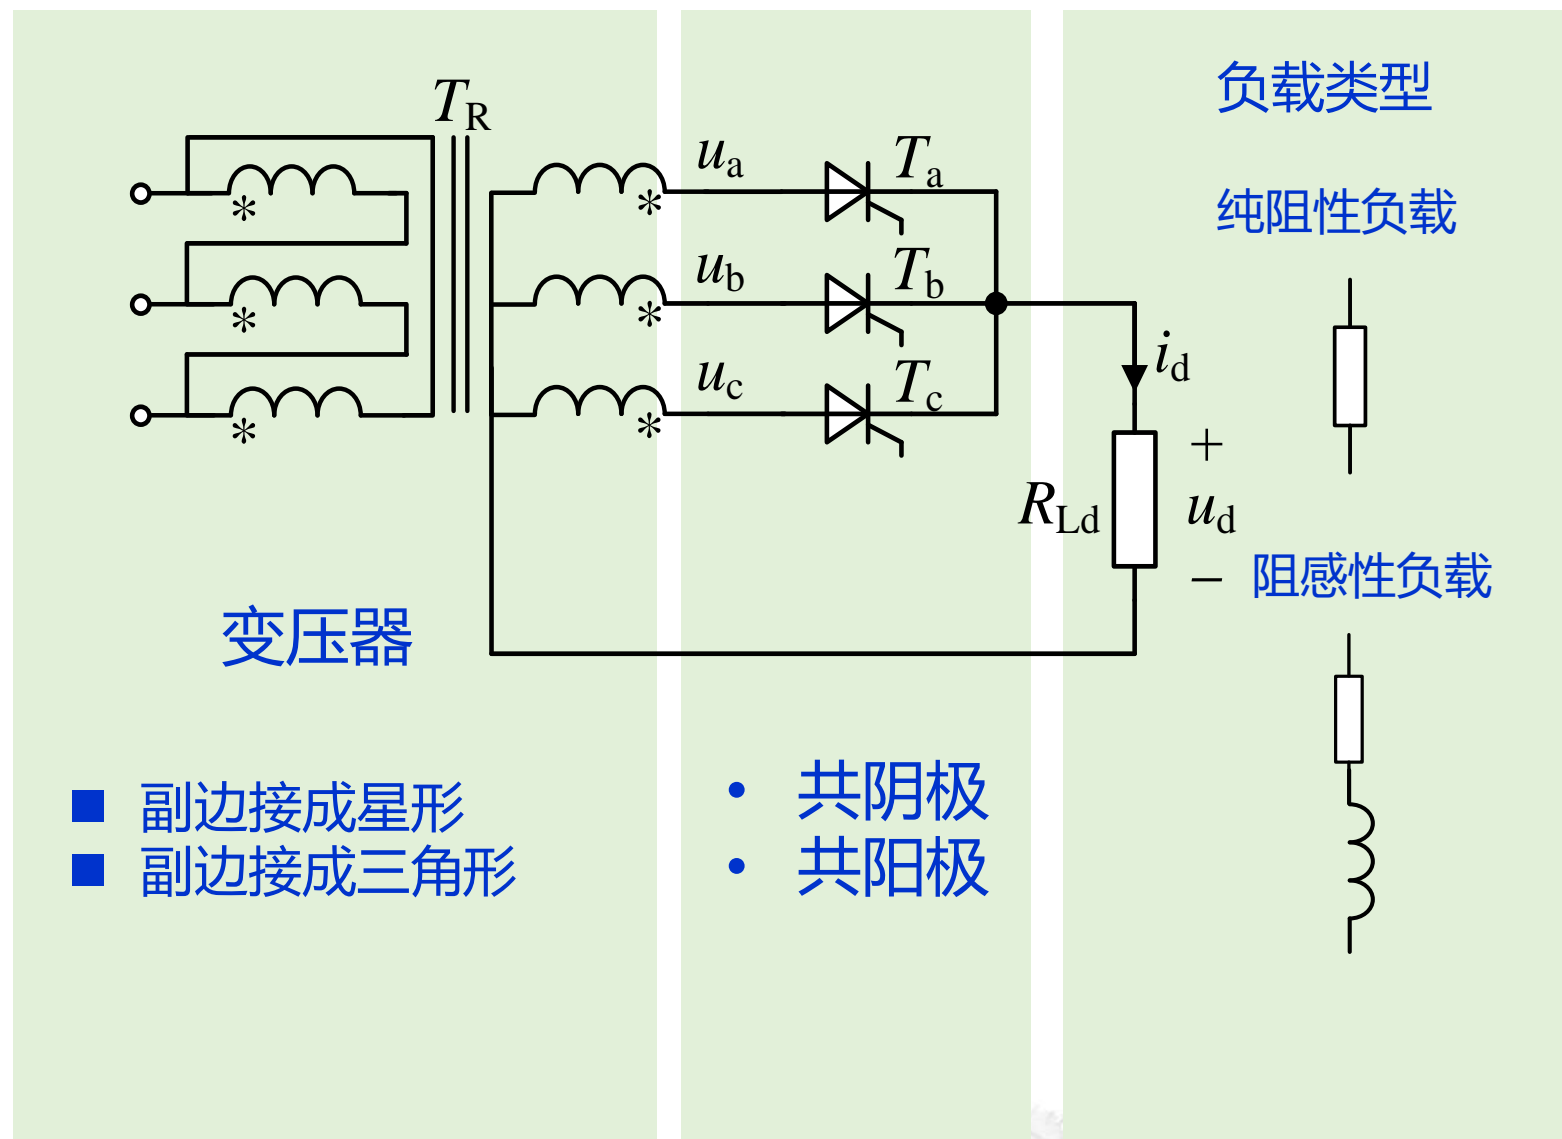 T_R
*
*
*
*
*
*
u_a
T_a
u_b
T_b
u_c
T_c
i_d
R_Ld
+
u_d
−
变压器
■ 副边接成星形
■ 副边接成三角形
• 共阴极
• 共阳极
负载类型
纯阻性负载
阻感性负载